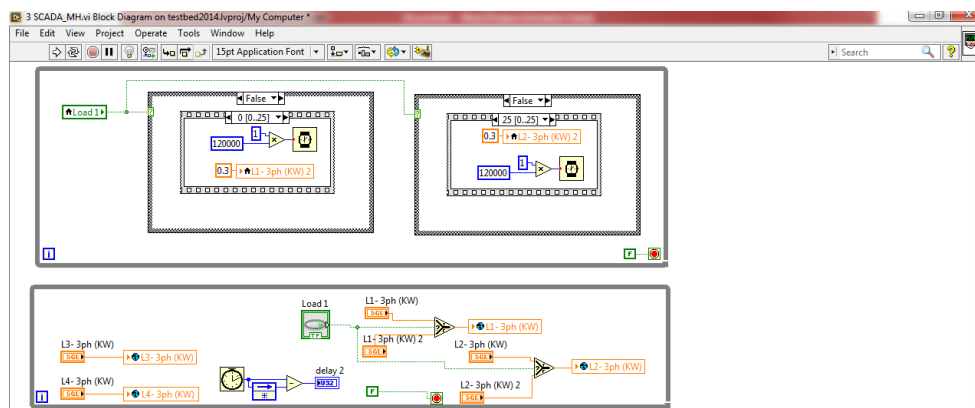 3 SCADA_MH.vi Block Diagram on testbed2014.lvproj/My Computer *
File Edit View Project Operate Tools Window Help
15pt Application Font
Search
False
False
Load 1
0 [0..25]
25 [0..25]
1
120000
0.3
L1- 3ph (KW) 2
0.3
L2- 3ph (KW) 2
1
120000
i
F
Load 1
TF
L1- 3ph (KW)
SGL
L1- 3ph (KW)
L1- 3ph (KW) 2
SGL
L2- 3ph (KW)
SGL
L2- 3ph (KW)
L2- 3ph (KW) 2
SGL
L3- 3ph (KW)
SGL
L3- 3ph (KW)
L4- 3ph (KW)
SGL
L4- 3ph (KW)
delay 2
U32
F
i